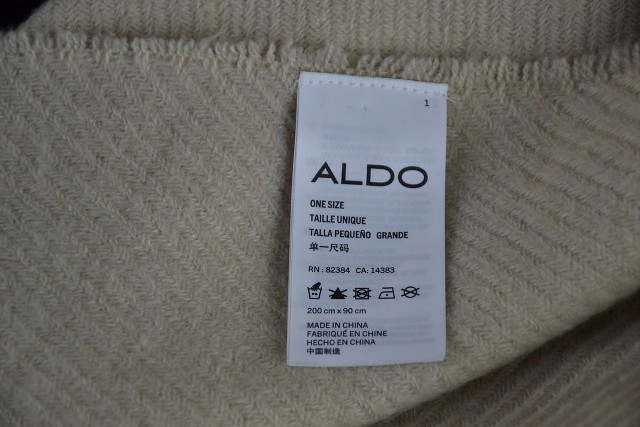 1
ALDO
ONE SIZE
TAILLE UNIQUE
TALLA PEQUEÑO GRANDE
单一尺码
RN : 82384 CA: 14383
200 cm x 90 cm
MADE IN CHINA
FABRIQUÉ EN CHINE
HECHO EN CHINA
中国制造